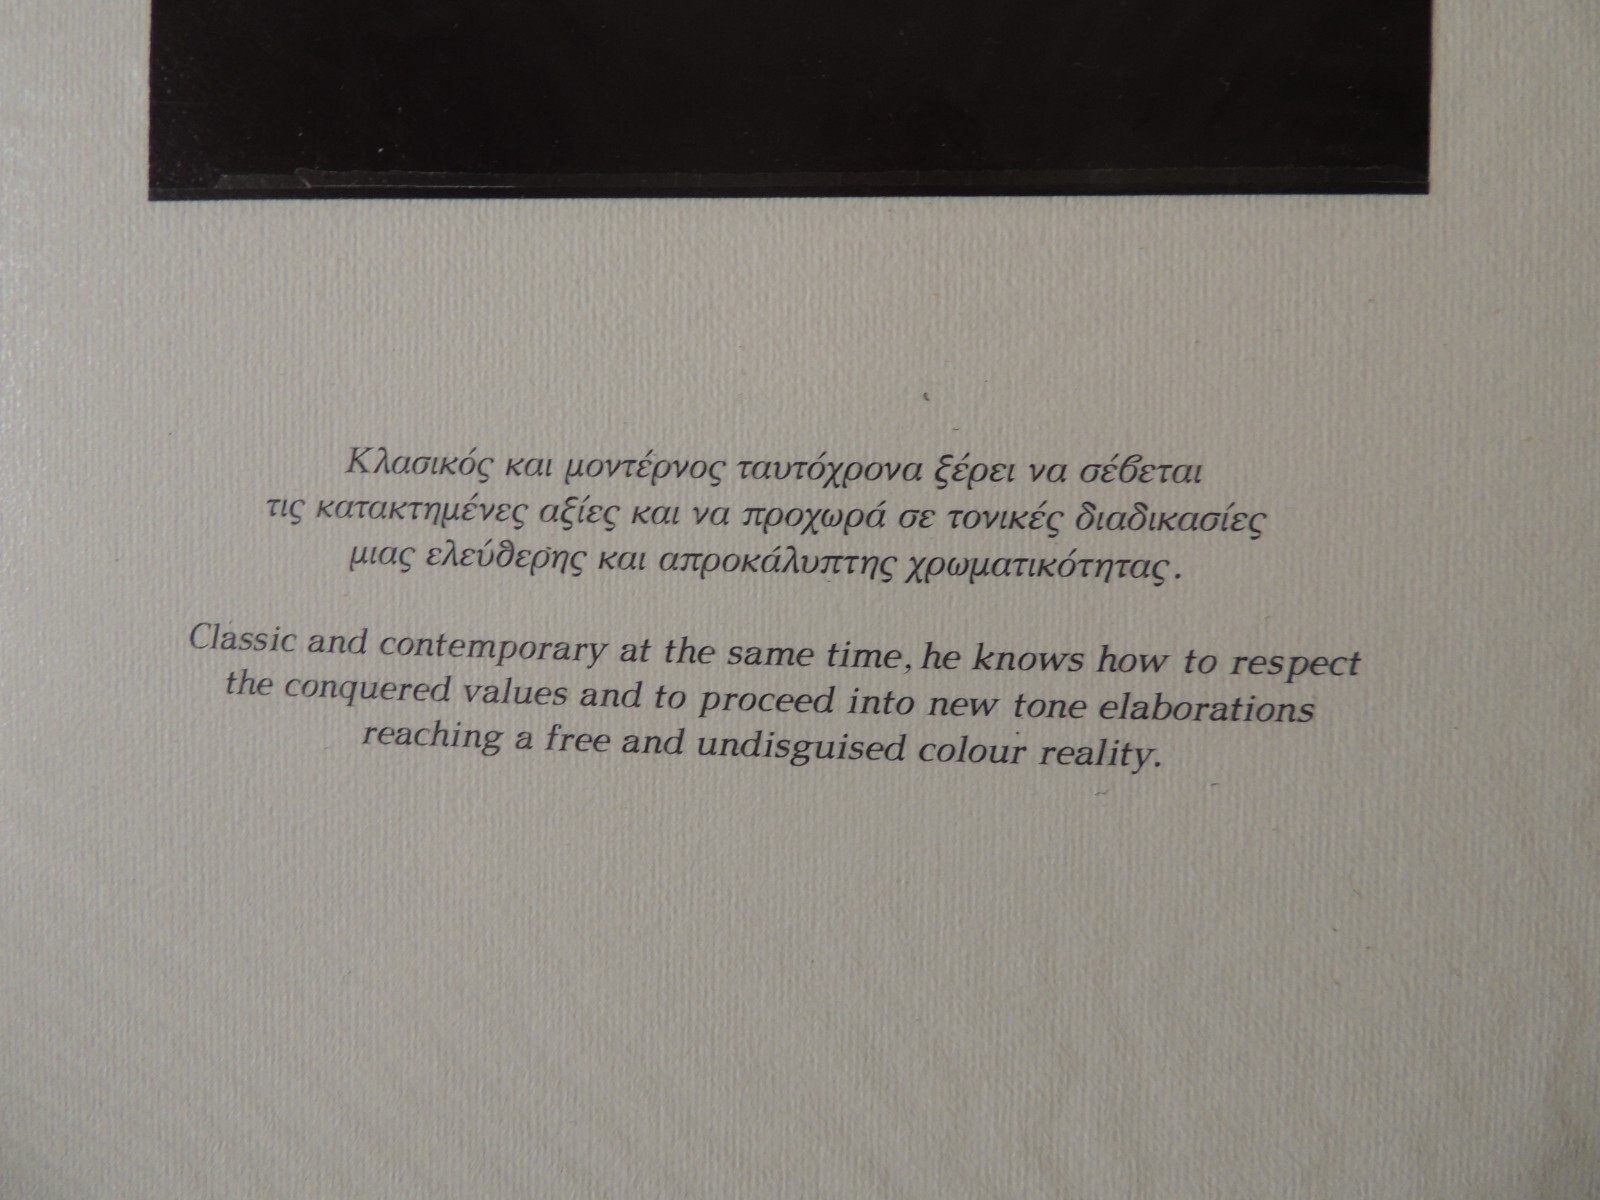 Κλασικός και μοντέρνος ταυτόχρονα ξέρει να σέβεται
τις κατακτημένες αξίες και να προχωρά σε τονικές διαδικασίες
μιας ελεύθερης και απροκάλυπτης χρωματικότητας.
Classic and contemporary at the same time, he knows how to respect
the conquered values and to proceed into new tone elaborations
reaching a free and undisguised colour reality.